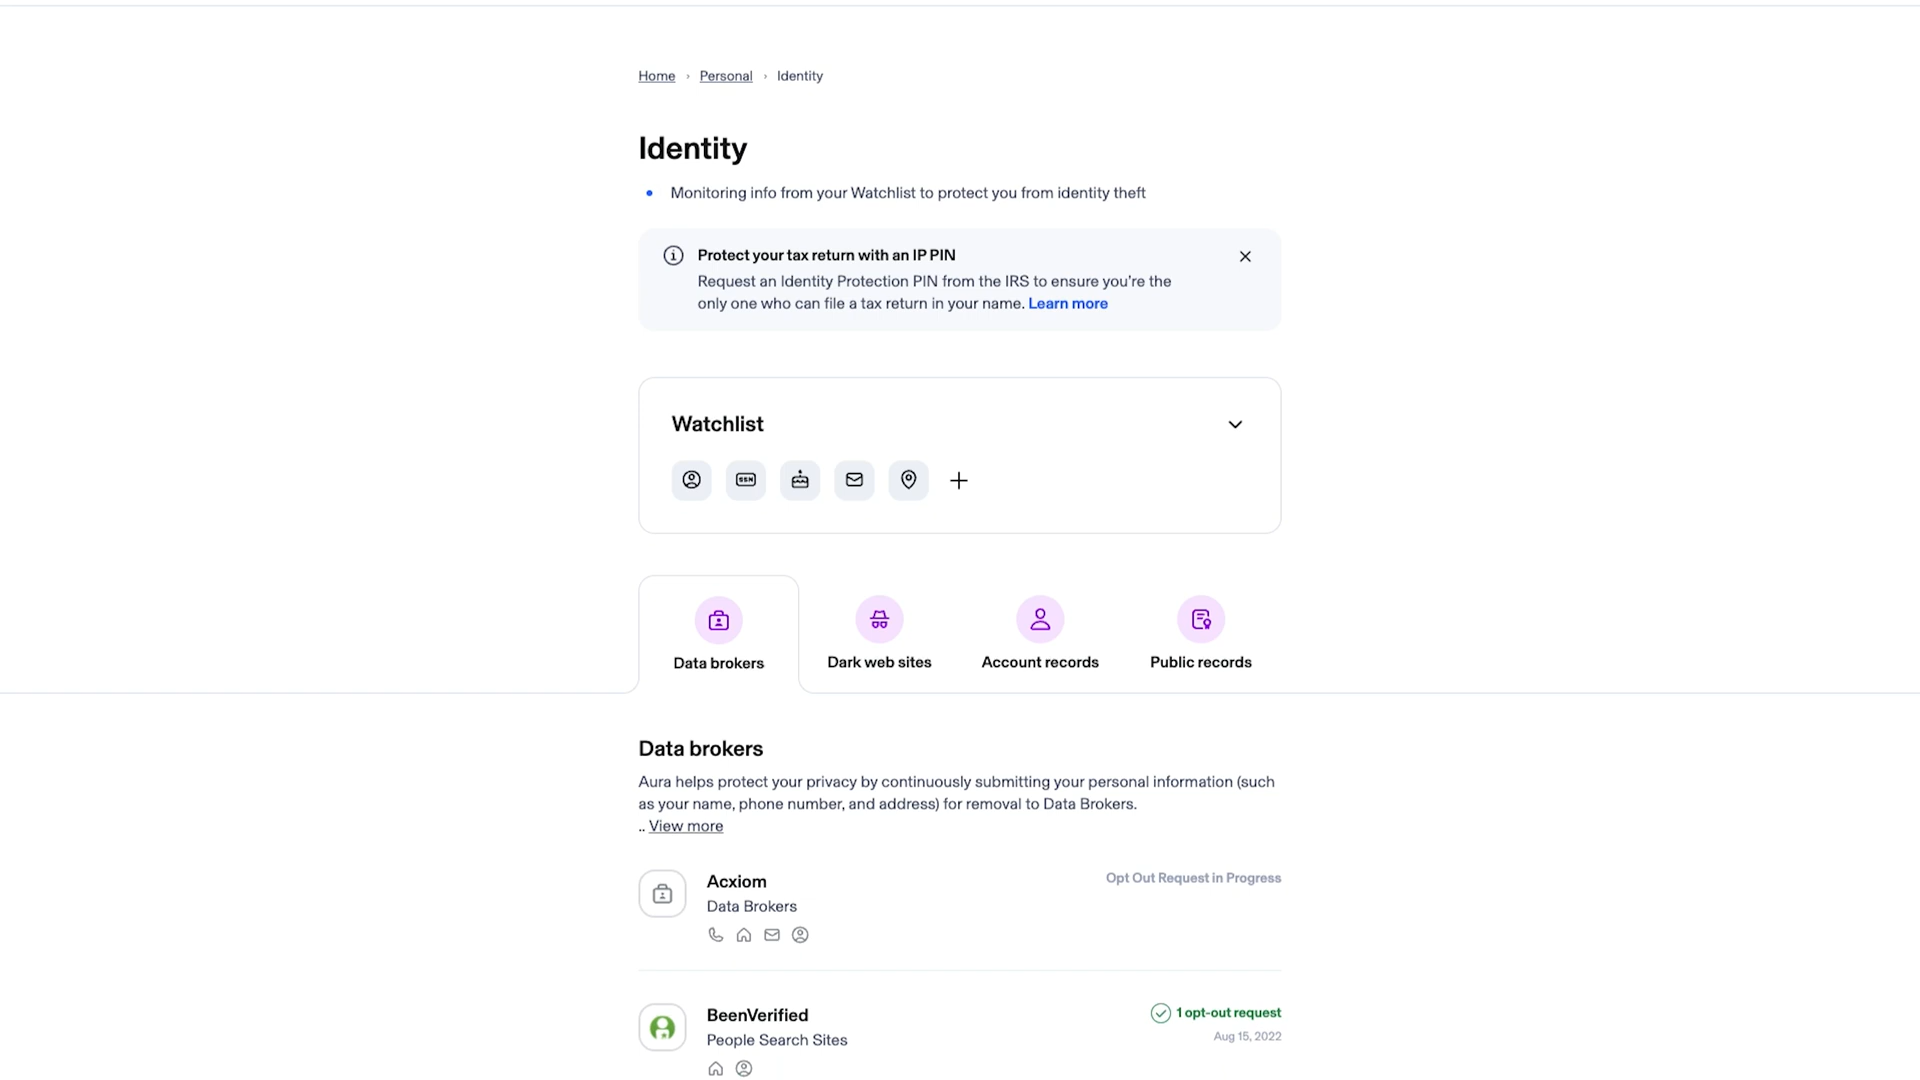 Home › Personal › Identity
Identity
• Monitoring info from your Watchlist to protect you from identity theft
Protect your tax return with an IP PIN
Request an Identity Protection PIN from the IRS to ensure you're the
only one who can file a tax return in your name. Learn more
Watchlist
SSN
Data brokers
Dark web sites
Account records
Public records
Data brokers
Aura helps protect your privacy by continuously submitting your personal information (such
as your name, phone number, and address) for removal to Data Brokers.
.. View more
Acxiom
Opt Out Request in Progress
Data Brokers
BeenVerified
1 opt-out request
People Search Sites
Aug 15, 2022